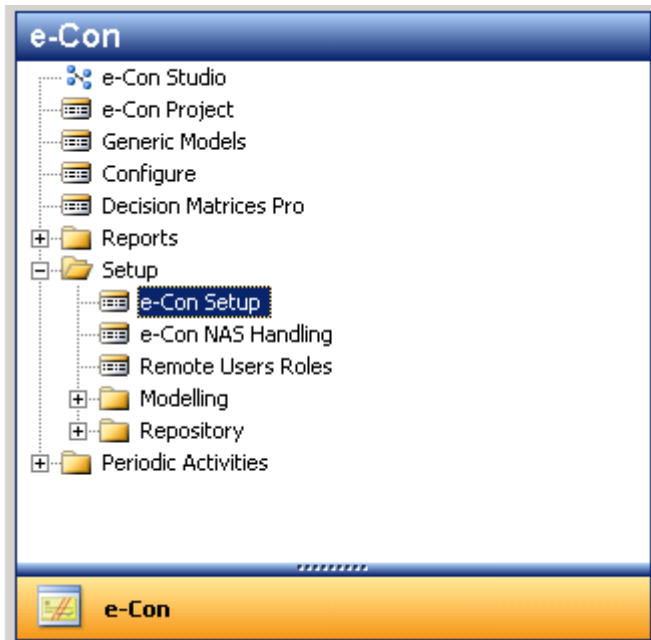 e-Con
e-Con Studio
e-Con Project
Generic Models
Configure
Decision Matrices Pro
Reports
Setup
e-Con Setup
e-Con NAS Handling
Remote Users Roles
Modelling
Repository
Periodic Activities
e-Con